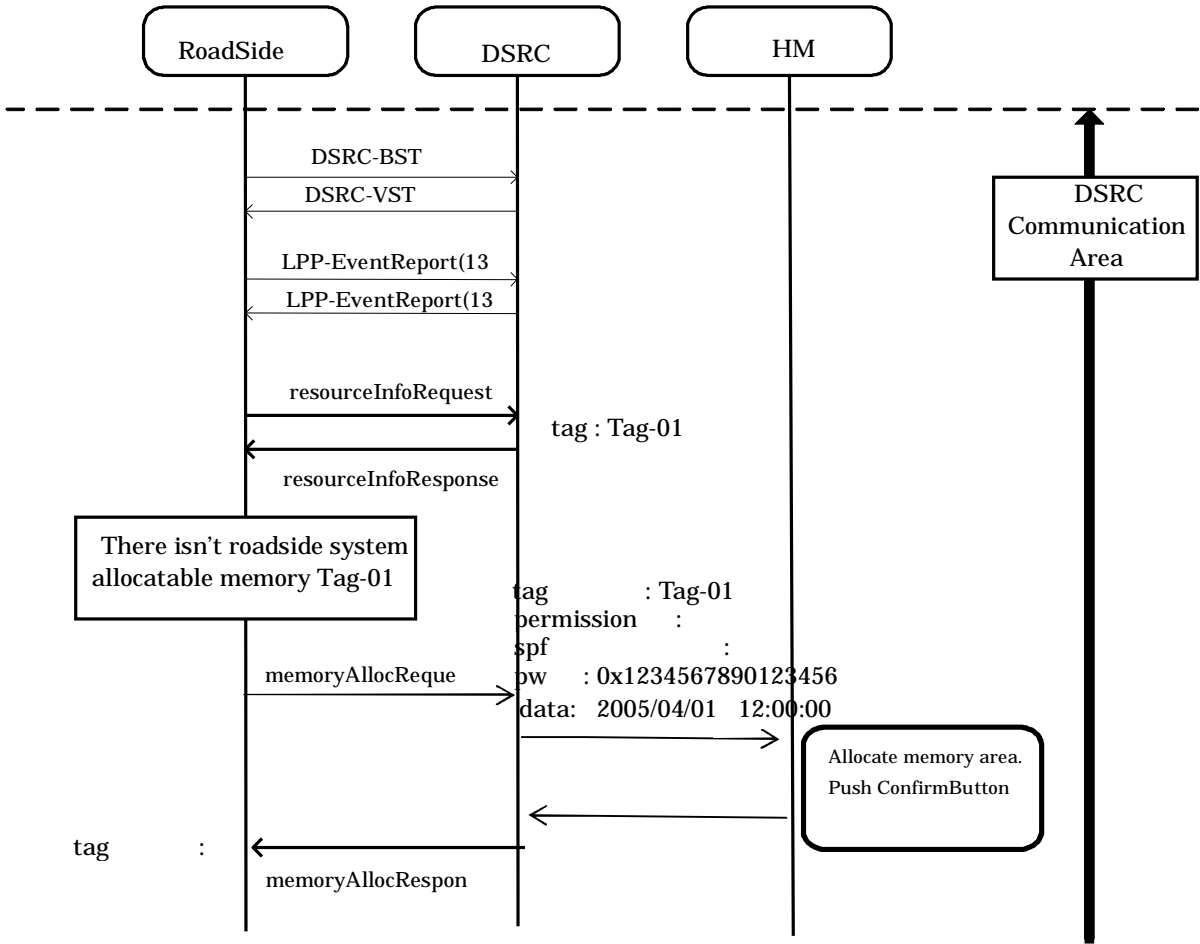 RoadSide
DSRC
HM
DSRC-BST
DSRC-VST
DSRC
Communication
Area
LPP-EventReport(13
LPP-EventReport(13
resourceInfoRequest
tag : Tag-01
resourceInfoResponse
There isn't roadside system
allocatable memory Tag-01
tag : Tag-01
permission :
spf :
pw : 0x1234567890123456
data: 2005/04/01 12:00:00
memoryAllocReque
Allocate memory area.
Push ConfirmButton
tag :
memoryAllocRespon